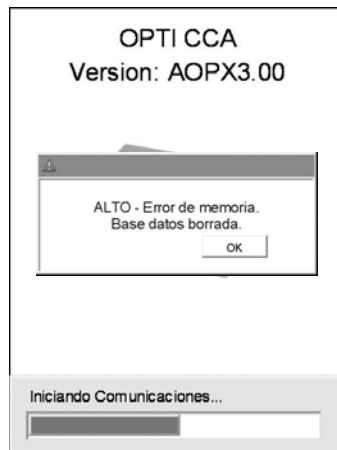 OPTI CCA
Version: AOPX3.00
ALTO - Error de memoria.
Base datos borrada.
OK
Iniciando Comunicaciones...